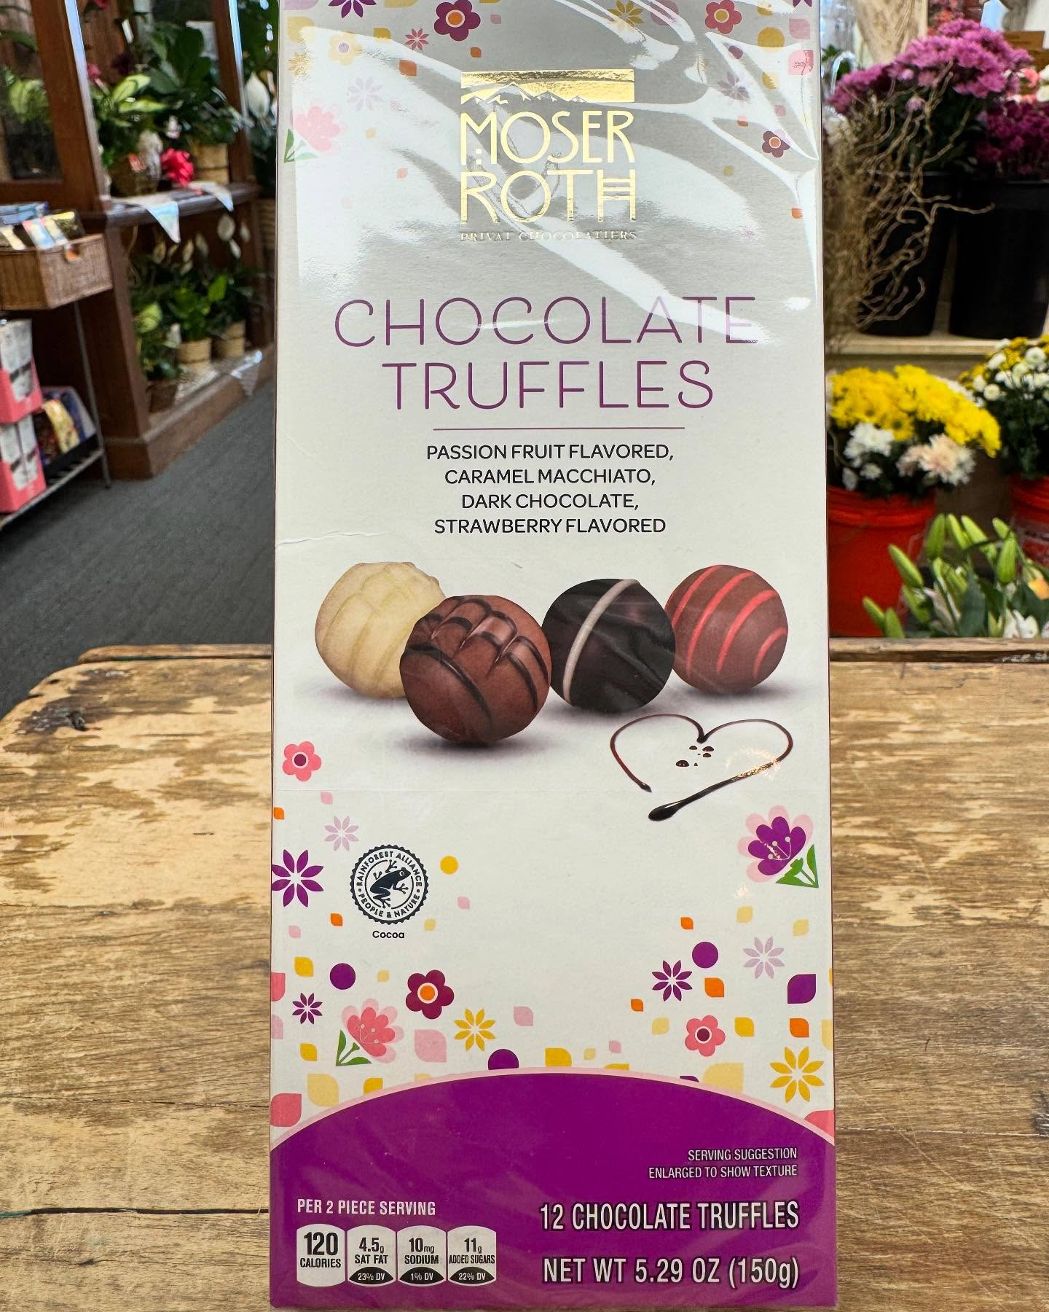 MOSER
ROTH
PRIVAT CHOCOLATIERS
CHOCOLATE
TRUFFLES
PASSION FRUIT FLAVORED,
CARAMEL MACCHIATO,
DARK CHOCOLATE,
STRAWBERRY FLAVORED
RAINFOREST ALLIANCE
PEOPLE & NATURE
Cocoa
SERVING SUGGESTION
ENLARGED TO SHOW TEXTURE
PER 2 PIECE SERVING
120
CALORIES
4.5g
SAT FAT
23% DV
10mg
SODIUM
1% DV
11g
ADDED SUGARS
22% DV
12 CHOCOLATE TRUFFLES
NET WT 5.29 OZ (150g)